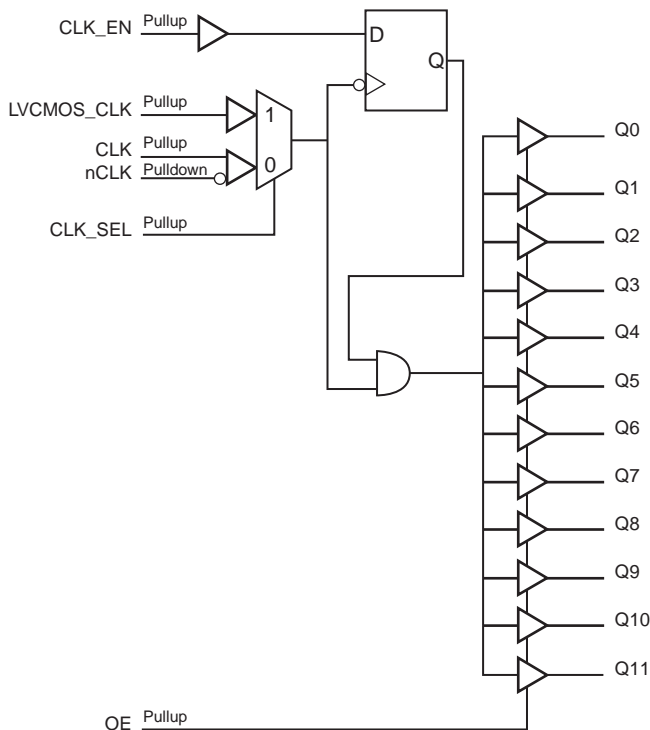 CLK_EN Pullup
D
Q
LVCMOS_CLK Pullup
1
CLK Pullup
0
nCLK Pulldown
CLK_SEL Pullup
Q0
Q1
Q2
Q3
Q4
Q5
Q6
Q7
Q8
Q9
Q10
Q11
OE Pullup